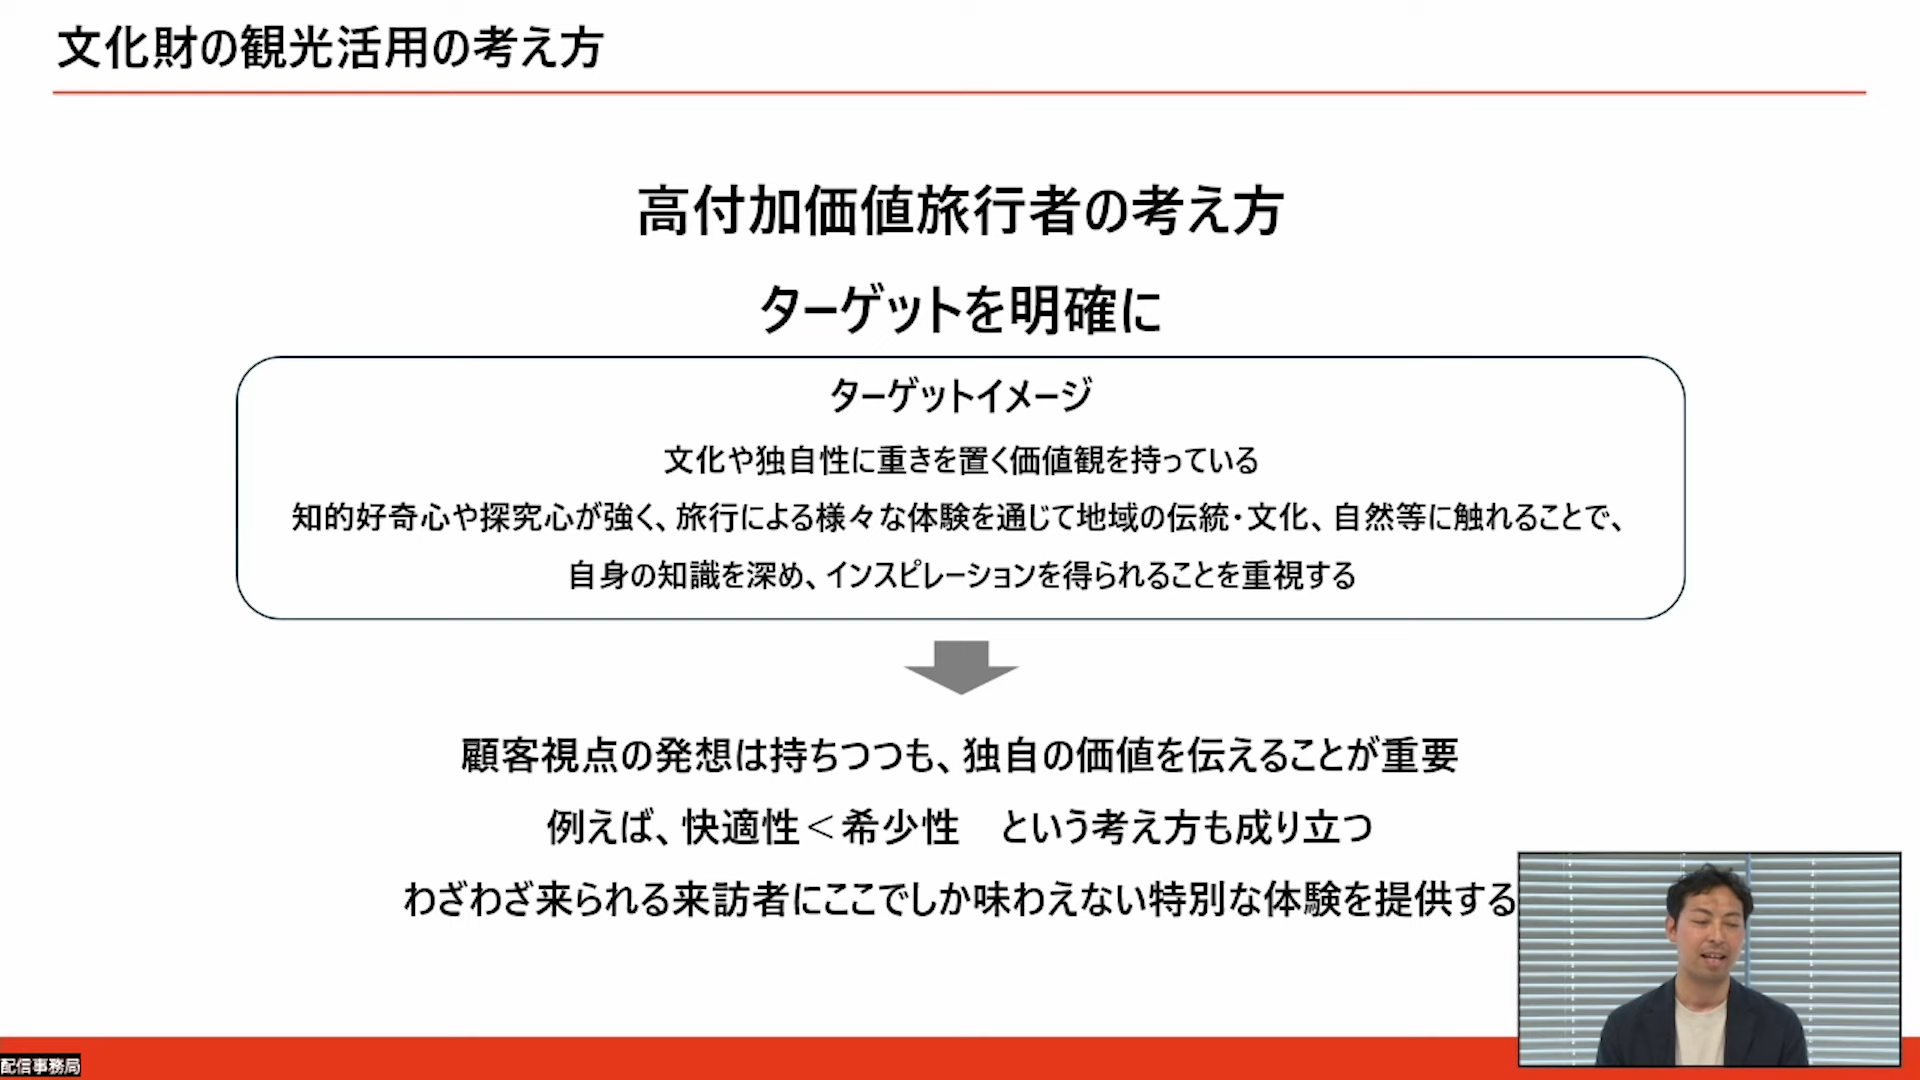 文化財の観光活用の考え方
高付加価値旅行者の考え方
ターゲットを明確に
ターゲットイメージ
文化や独自性に重きを置く価値観を持っている
知的好奇心や探究心が強く、旅行による様々な体験を通じて地域の伝統・文化、自然等に触れることで、
自身の知識を深め、インスピレーションを得られることを重視する
顧客視点の発想は持ちつつも、独自の価値を伝えることが重要
例えば、快適性＜希少性　という考え方も成り立つ
わざわざ来られる来訪者にここでしか味わえない特別な体験を提供する
配信事務局